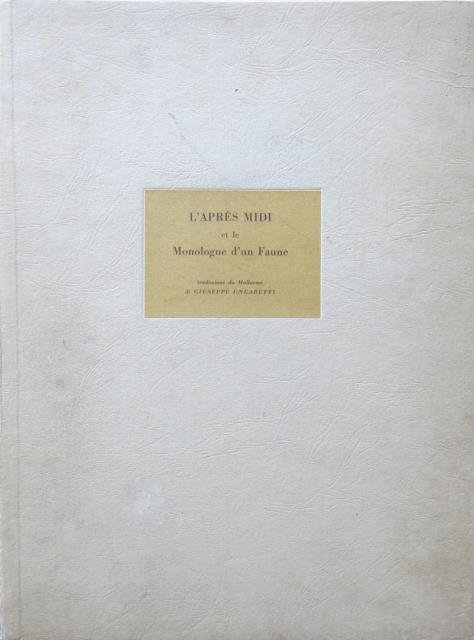 L'APRÈS MIDI
et le
Monologue d'un Faune
traduzione da Mallarmé
di GIUSEPPE UNGARETTI